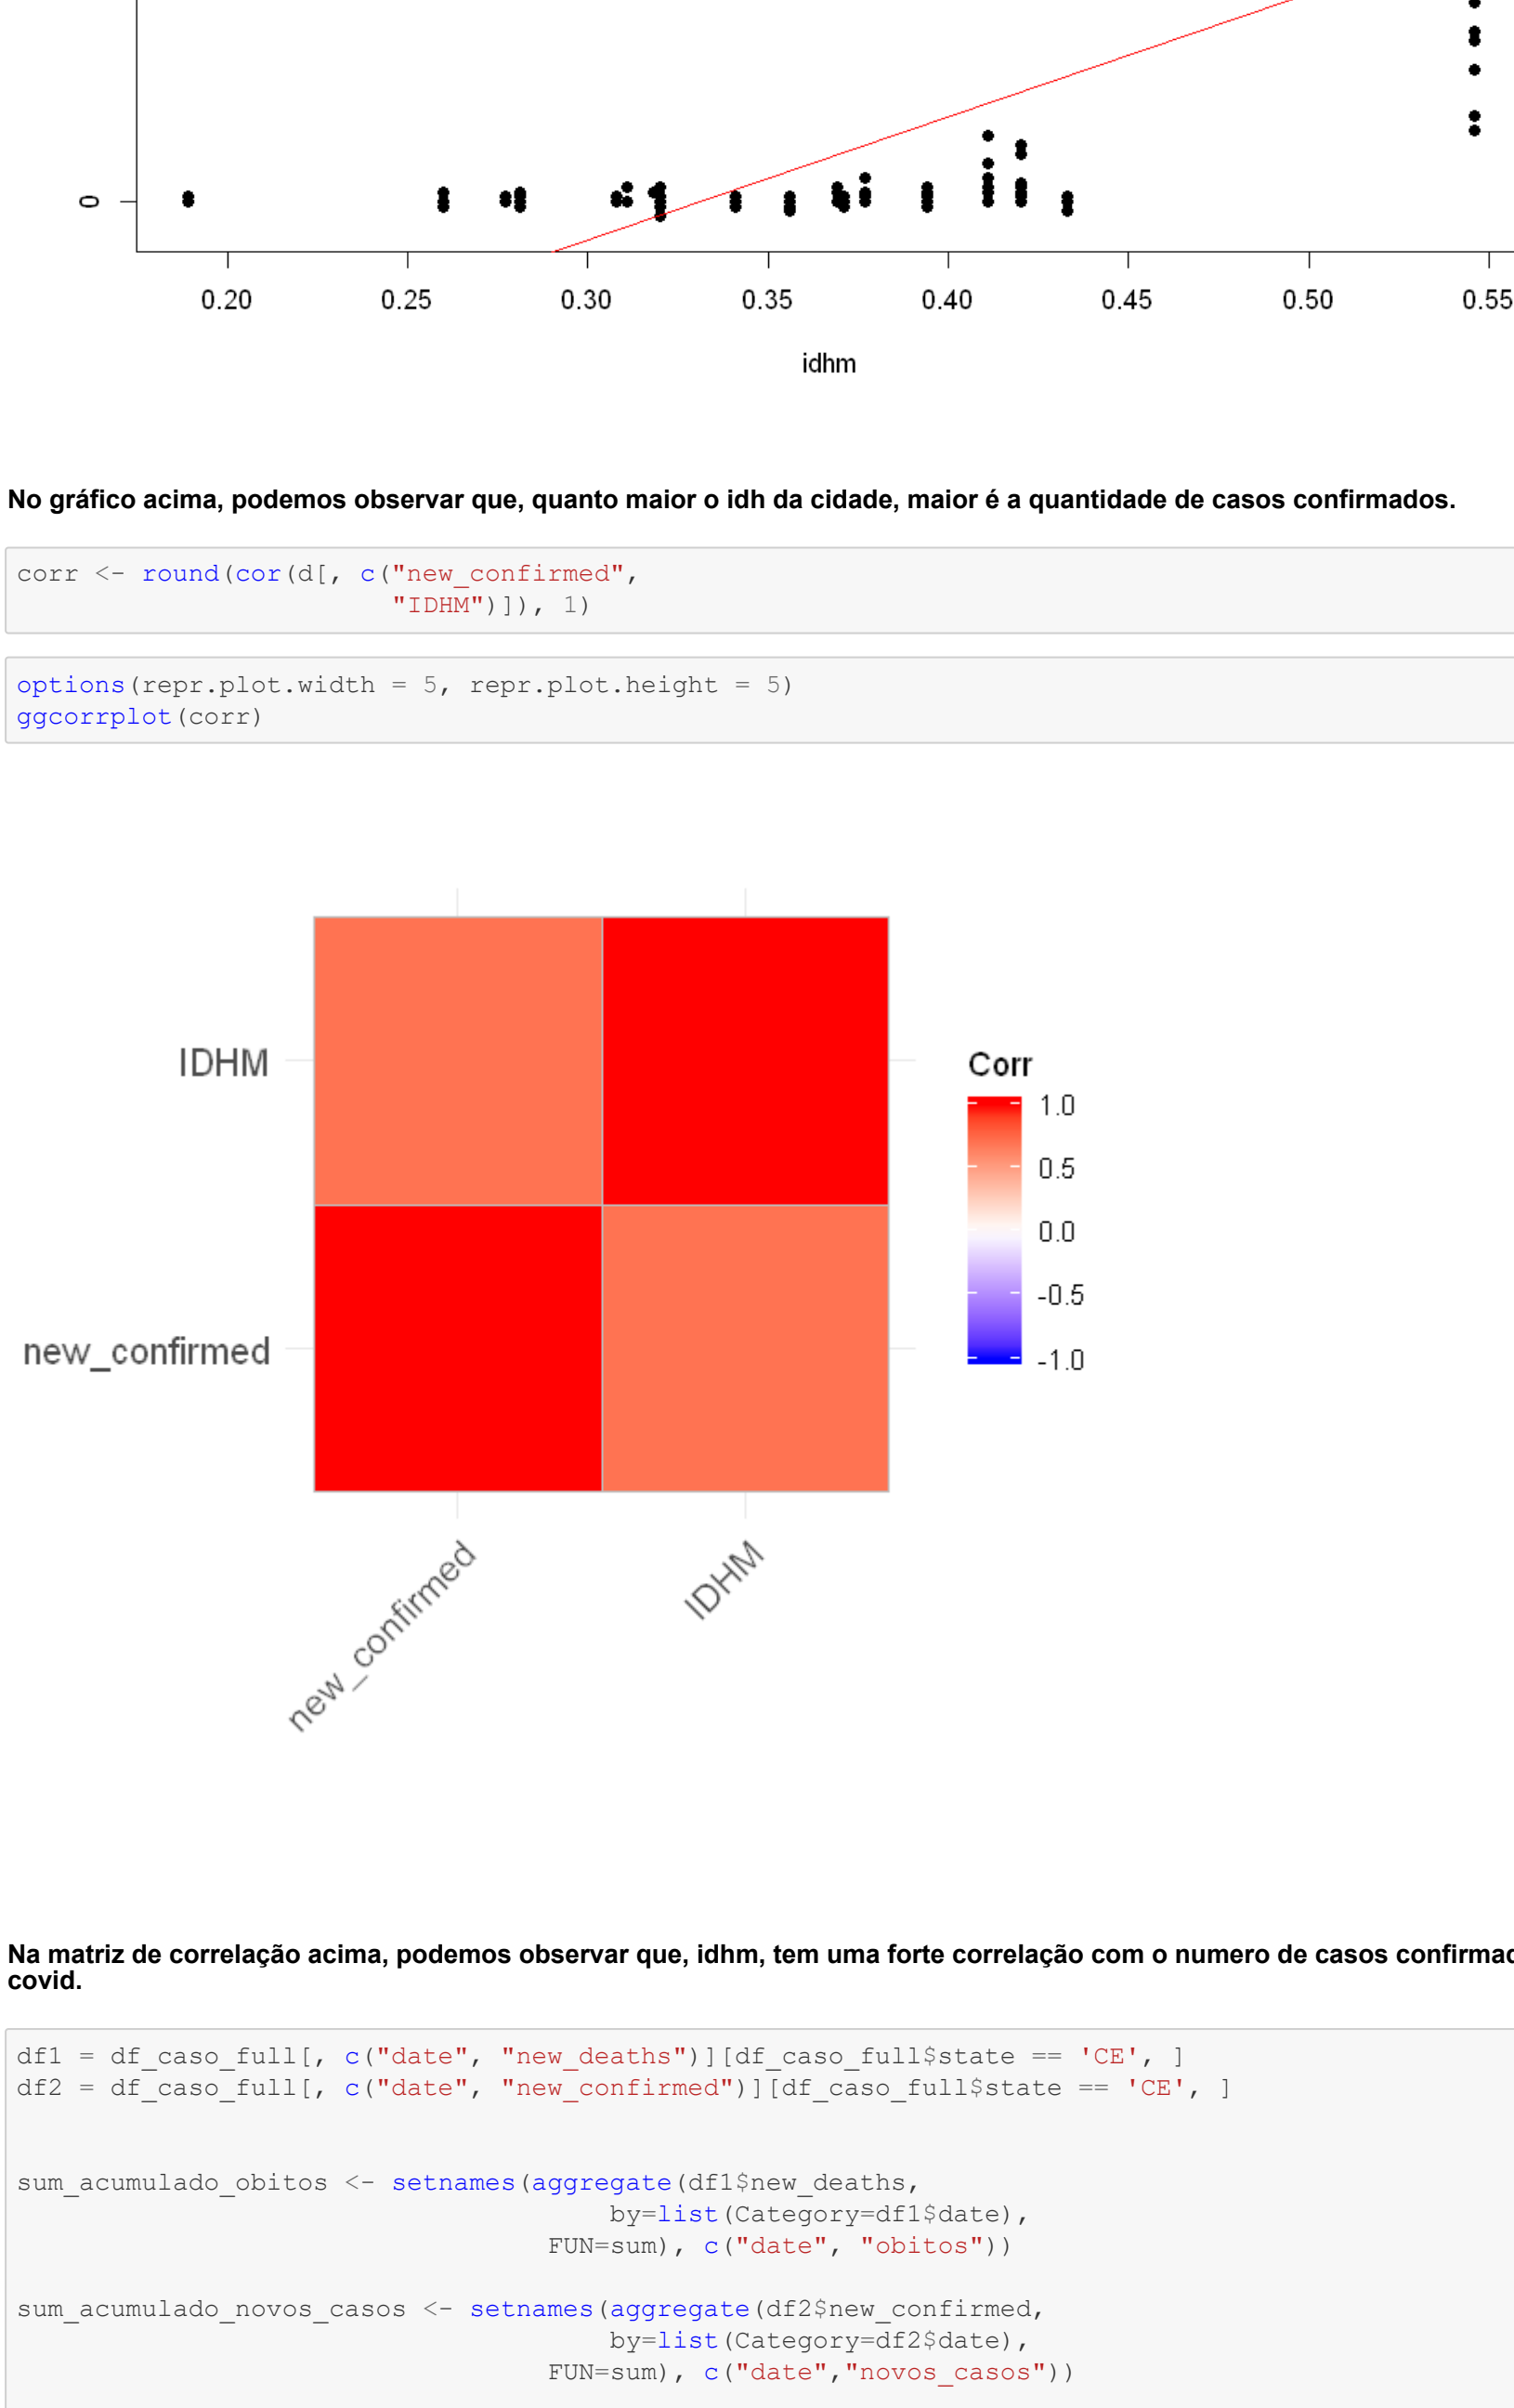 0
0.20 0.25 0.30 0.35 0.40 0.45 0.50 0.55
idhm
No gráfico acima, podemos observar que, quanto maior o idh da cidade, maior é a quantidade de casos confirmados.
corr <- round(cor(d[, c("new_confirmed",
"IDHM")]), 1)
options(repr.plot.width = 5, repr.plot.height = 5)
ggcorrplot(corr)
IDHM
new_confirmed
Corr
1.0
0.5
0.0
-0.5
-1.0
new_confirmed
IDHM
Na matriz de correlação acima, podemos observar que, idhm, tem uma forte correlação com o numero de casos
covid.
df1 = df_caso_full[, c("date", "new_deaths")][df_caso_full$state == 'CE', ]
df2 = df_caso_full[, c("date", "new_confirmed")][df_caso_full$state == 'CE', ]
sum_acumulado_obitos <- setnames(aggregate(df1$new_deaths,
by=list(Category=df1$date),
FUN=sum), c("date", "obitos"))
sum_acumulado_novos_casos <- setnames(aggregate(df2$new_confirmed,
by=list(Category=df2$date),
FUN=sum), c("date","novos_casos"))